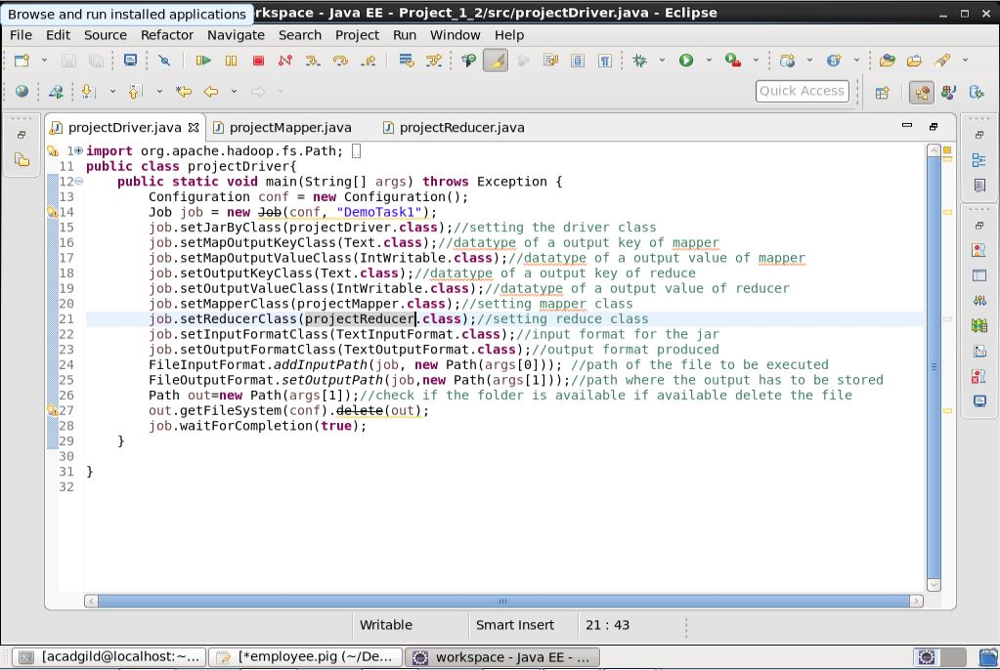 Browse and run installed applications
rkspace - Java EE - Project_1_2/src/projectDriver.java - Eclipse
File Edit Source Refactor Navigate Search Project Run Window Help
Quick Access
projectDriver.java projectMapper.java projectReducer.java
1 import org.apache.hadoop.fs.Path;
11 public class projectDriver{
12 public static void main(String[] args) throws Exception {
13 Configuration conf = new Configuration();
14 Job job = new Job(conf, "DemoTask1");
15 job.setJarByClass(projectDriver.class);//setting the driver class
16 job.setMapOutputKeyClass(Text.class);//datatype of a output key of mapper
17 job.setMapOutputValueClass(IntWritable.class);//datatype of a output value of mapper
18 job.setOutputKeyClass(Text.class);//datatype of a output key of reduce
19 job.setOutputValueClass(IntWritable.class);//datatype of a output value of reducer
20 job.setMapperClass(projectMapper.class);//setting mapper class
21 job.setReducerClass(projectReducer.class);//setting reduce class
22 job.setInputFormatClass(TextInputFormat.class);//input format for the jar
23 job.setOutputFormatClass(TextOutputFormat.class);//output format produced
24 FileInputFormat.addInputPath(job, new Path(args[0])); //path of the file to be executed
25 FileOutputFormat.setOutputPath(job,new Path(args[1]));//path where the output has to be stored
26 Path out=new Path(args[1]);//check if the folder is available if available delete the file
27 out.getFileSystem(conf).delete(out);
28 job.waitForCompletion(true);
29 }
30
31 }
32
Writable Smart Insert 21 : 43
[acadgild@localhost:~... [*employee.pig (~/De... workspace - Java EE - ...